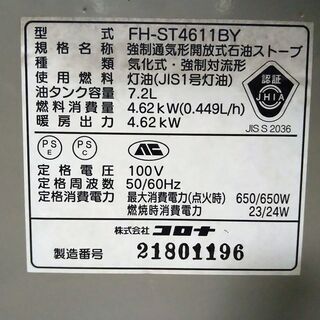 型 式 FH-ST4611BY
規格名称 強制通気形開放式石油ストーブ
種類 気化式・強制対流形
使用燃料 灯油(JIS1号灯油)
油タンク容量 7.2L
燃料消費量 4.62kW(0.449L/h)
暖房出力 4.62kW
認証
JHIA
JIS S 2036
PS
E
PS
C
定格電圧 100V
定格周波数 50/60Hz
定格消費電力 最大消費電力(点火時) 650/650W
燃焼時消費電力 23/24W
株式会社 コロナ
製造番号 21801196